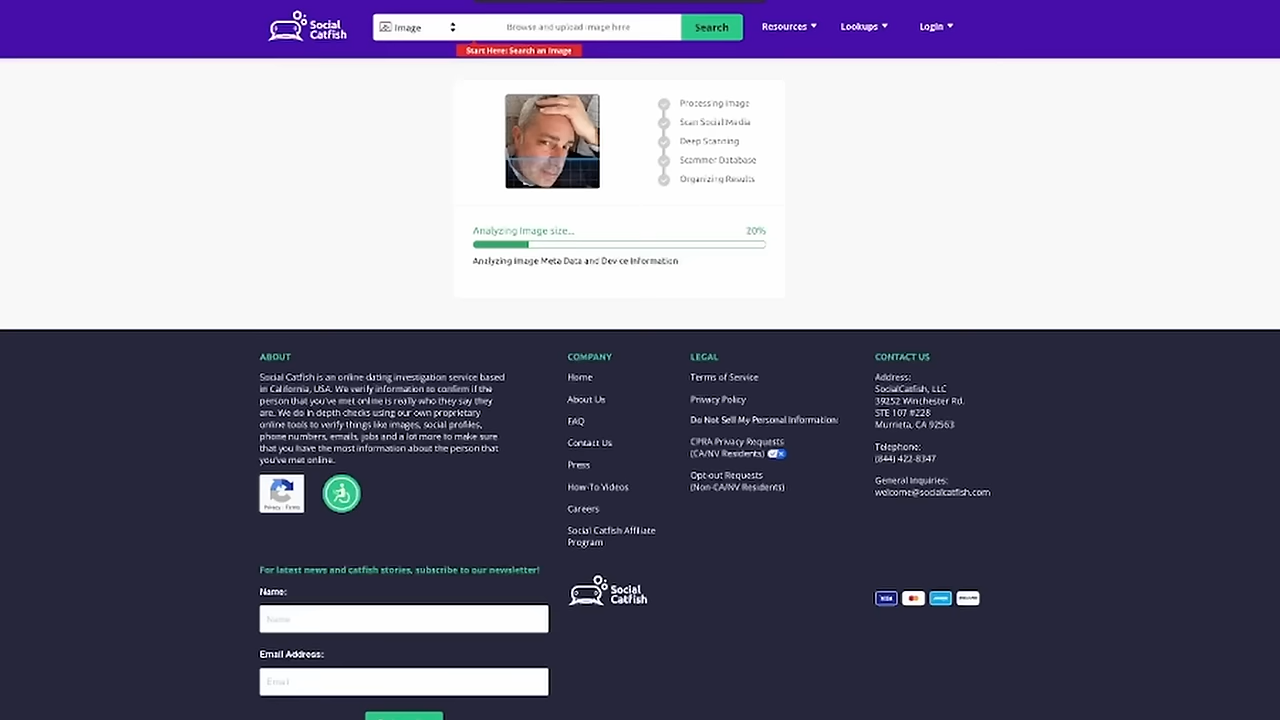 Social
Catfish
Image
Browse and upload image here
Search
Resources
Lookups
Login
Start Here: Search an Image
Processing Image
Scan Social Media
Deep Scanning
Scammer Database
Organizing Results
Analyzing Image size...
20%
Analyzing Image Meta Data and Device Information
ABOUT
Social Catfish is an online dating investigation service based
in California, USA. We verify information to confirm if the
person that you've met online is really who they say they
are. We do in depth checks using our own proprietary
online tools to verify things like images, social profiles,
phone numbers, emails, jobs and a lot more to make sure
that you have the most information about the person that
you've met online.
Privacy - Terms
For latest news and catfish stories, subscribe to our newsletter!
Name:
Name
Email Address:
Email
COMPANY
Home
About Us
FAQ
Contact Us
Press
How-To Videos
Careers
Social Catfish Affiliate
Program
Social
Catfish
LEGAL
Terms of Service
Privacy Policy
Do Not Sell My Personal Information
CPRA Privacy Requests
(CA/NV Residents)
Opt-out Requests
(Non-CA/NV Residents)
CONTACT US
Address:
SocialCatfish, LLC
39252 Winchester Rd.
STE 107 #228
Murrieta, CA 92563
Telephone:
(844) 422-8347
General Inquiries:
welcome@socialcatfish.com
VISA